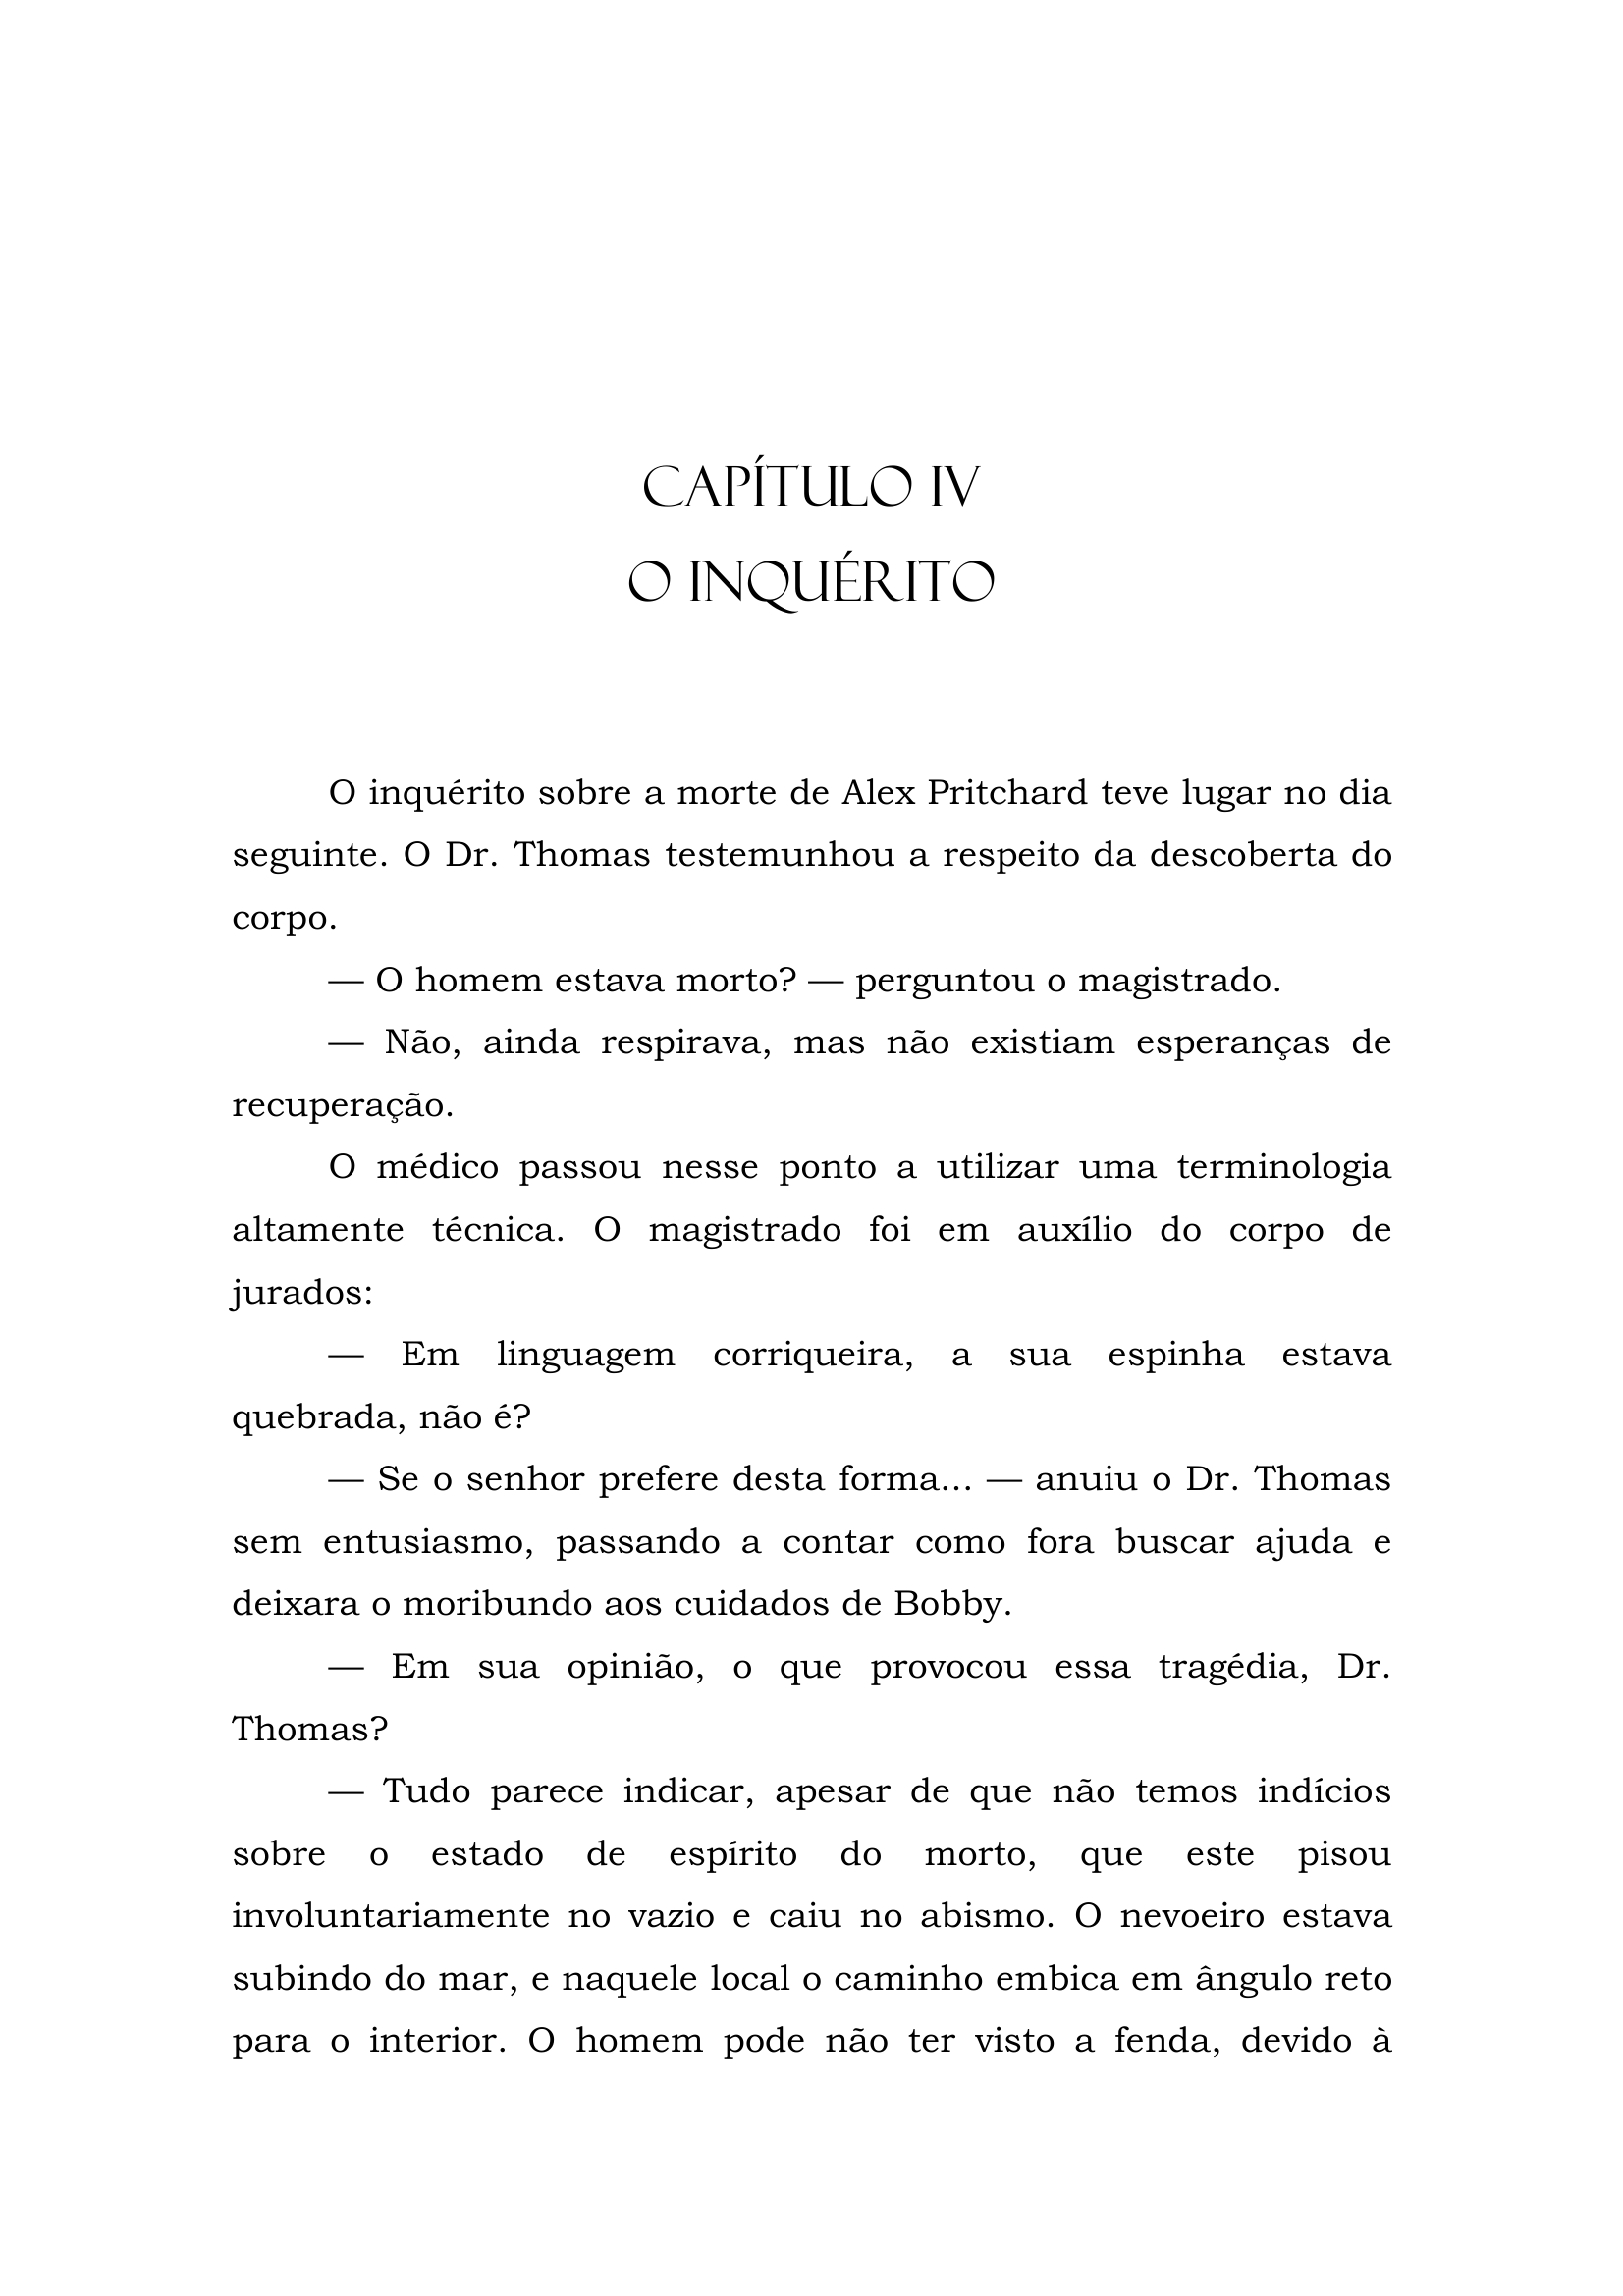 CAPÍTULO IV
O INQUÉRITO
O inquérito sobre a morte de Alex Pritchard teve lugar no dia
seguinte. O Dr. Thomas testemunhou a respeito da descoberta do
corpo.
— O homem estava morto? — perguntou o magistrado.
— Não, ainda respirava, mas não existiam esperanças de
recuperação.
O médico passou nesse ponto a utilizar uma terminologia
altamente técnica. O magistrado foi em auxílio do corpo de
jurados:
— Em linguagem corriqueira, a sua espinha estava
quebrada, não é?
— Se o senhor prefere desta forma... — anuiu o Dr. Thomas
sem entusiasmo, passando a contar como fora buscar ajuda e
deixara o moribundo aos cuidados de Bobby.
— Em sua opinião, o que provocou essa tragédia, Dr.
Thomas?
— Tudo parece indicar, apesar de que não temos indícios
sobre o estado de espírito do morto, que este pisou
involuntariamente no vazio e caiu no abismo. O nevoeiro estava
subindo do mar, e naquele local o caminho embica em ângulo reto
para o interior. O homem pode não ter visto a fenda, devido à